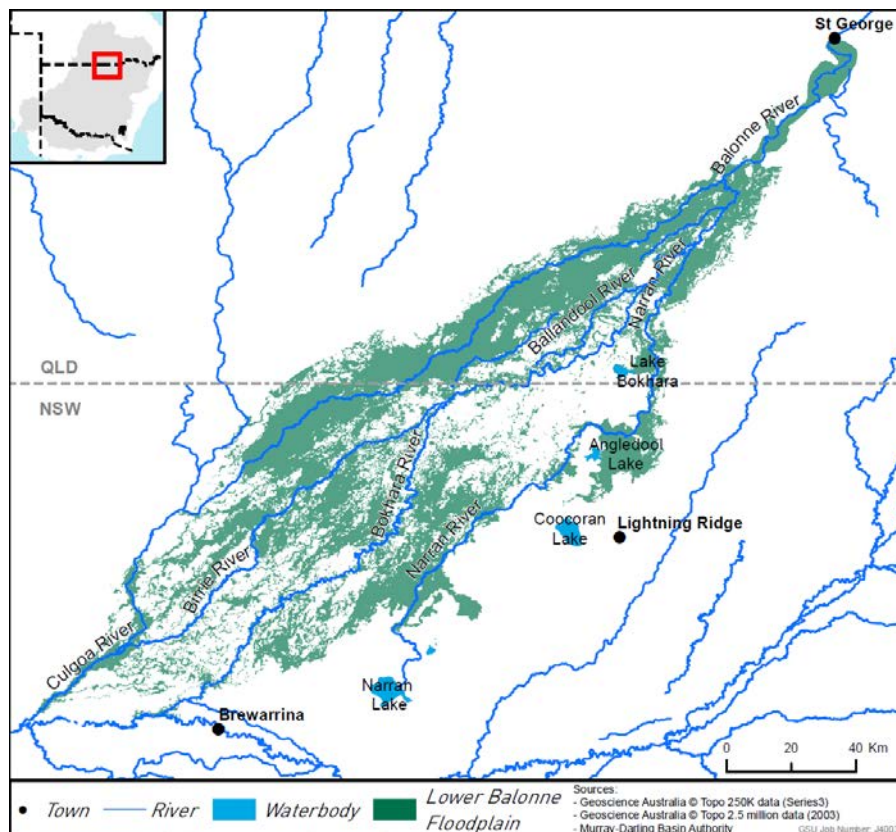 St George
Balonne River
Ballandool River
Narran River
Lake
Bokhara
QLD
NSW
Angledool
Lake
Bokhara River
Narran River
Coocoran
Lake
Lightning Ridge
Birrie River
Culgoa River
Narran
Lake
Brewarrina
0 20 40 Km
Town
River
Waterbody
Lower Balonne
Floodplain
Sources:
- Geoscience Australia © Topo 250K data (Series3)
- Geoscience Australia © Topo 2.5 million data (2003)
- Murray-Darling Basin Authority
GSU Job Number: